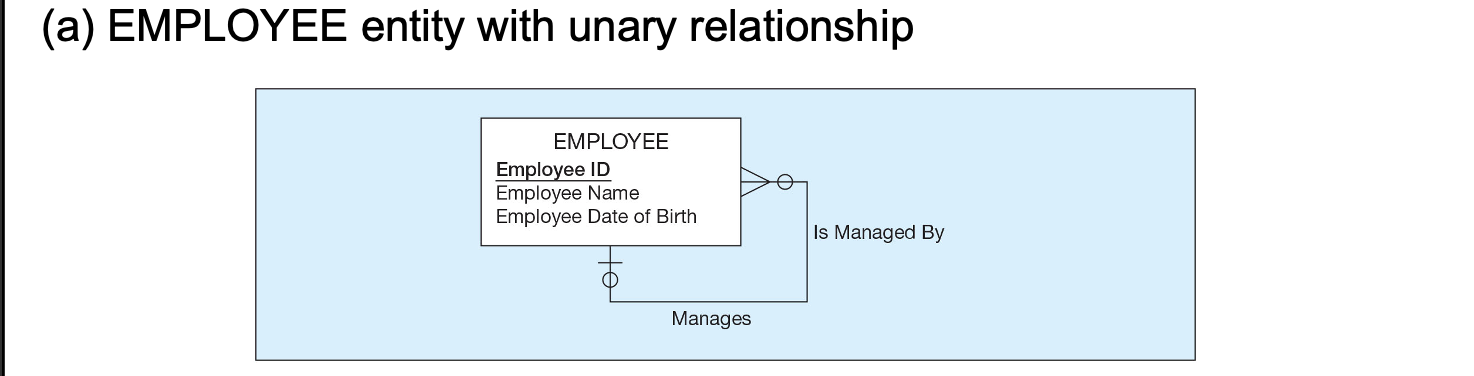 (a) EMPLOYEE entity with unary relationship
EMPLOYEE
Employee ID
Employee Name
Employee Date of Birth
Is Managed By
Manages